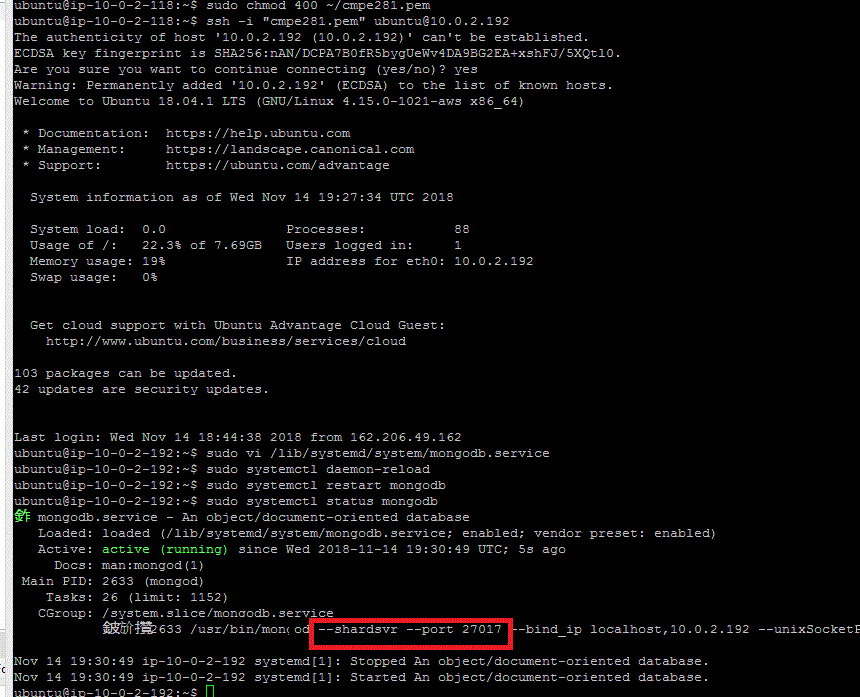 ubuntu@ip-10-0-2-118:~$ sudo chmod 400 ~/cmpe281.pem
ubuntu@ip-10-0-2-118:~$ ssh -i "cmpe281.pem" ubuntu@10.0.2.192
The authenticity of host '10.0.2.192 (10.0.2.192)' can't be established.
ECDSA key fingerprint is SHA256:nAN/DCPA7B0fR5bygUeWv4DA9BG2EA+xshFJ/5XQtl0.
Are you sure you want to continue connecting (yes/no)? yes
Warning: Permanently added '10.0.2.192' (ECDSA) to the list of known hosts.
Welcome to Ubuntu 18.04.1 LTS (GNU/Linux 4.15.0-1021-aws x86_64)
* Documentation:  https://help.ubuntu.com
* Management:     https://landscape.canonical.com
* Support:        https://ubuntu.com/advantage
System information as of Wed Nov 14 19:27:34 UTC 2018
System load:  0.0               Processes:           88
Usage of /:   22.3% of 7.69GB   Users logged in:     1
Memory usage: 19%               IP address for eth0: 10.0.2.192
Swap usage:   0%
Get cloud support with Ubuntu Advantage Cloud Guest:
http://www.ubuntu.com/business/services/cloud
103 packages can be updated.
42 updates are security updates.
Last login: Wed Nov 14 18:44:38 2018 from 162.206.49.162
ubuntu@ip-10-0-2-192:~$ sudo vi /lib/systemd/system/mongodb.service
ubuntu@ip-10-0-2-192:~$ sudo systemctl daemon-reload
ubuntu@ip-10-0-2-192:~$ sudo systemctl restart mongodb
ubuntu@ip-10-0-2-192:~$ sudo systemctl status mongodb
mongodb.service - An object/document-oriented database
Loaded: loaded (/lib/systemd/system/mongodb.service; enabled; vendor preset: enabled)
Active: active (running) since Wed 2018-11-14 19:30:49 UTC; 5s ago
Docs: man:mongod(1)
Main PID: 2633 (mongod)
Tasks: 26 (limit: 1152)
CGroup: /system.slice/mongodb.service
2633 /usr/bin/mongod --shardsvr --port 27017 --bind_ip localhost,10.0.2.192 --unixSocketP
Nov 14 19:30:49 ip-10-0-2-192 systemd[1]: Stopped An object/document-oriented database.
Nov 14 19:30:49 ip-10-0-2-192 systemd[1]: Started An object/document-oriented database.
ubuntu@ip-10-0-2-192:~$